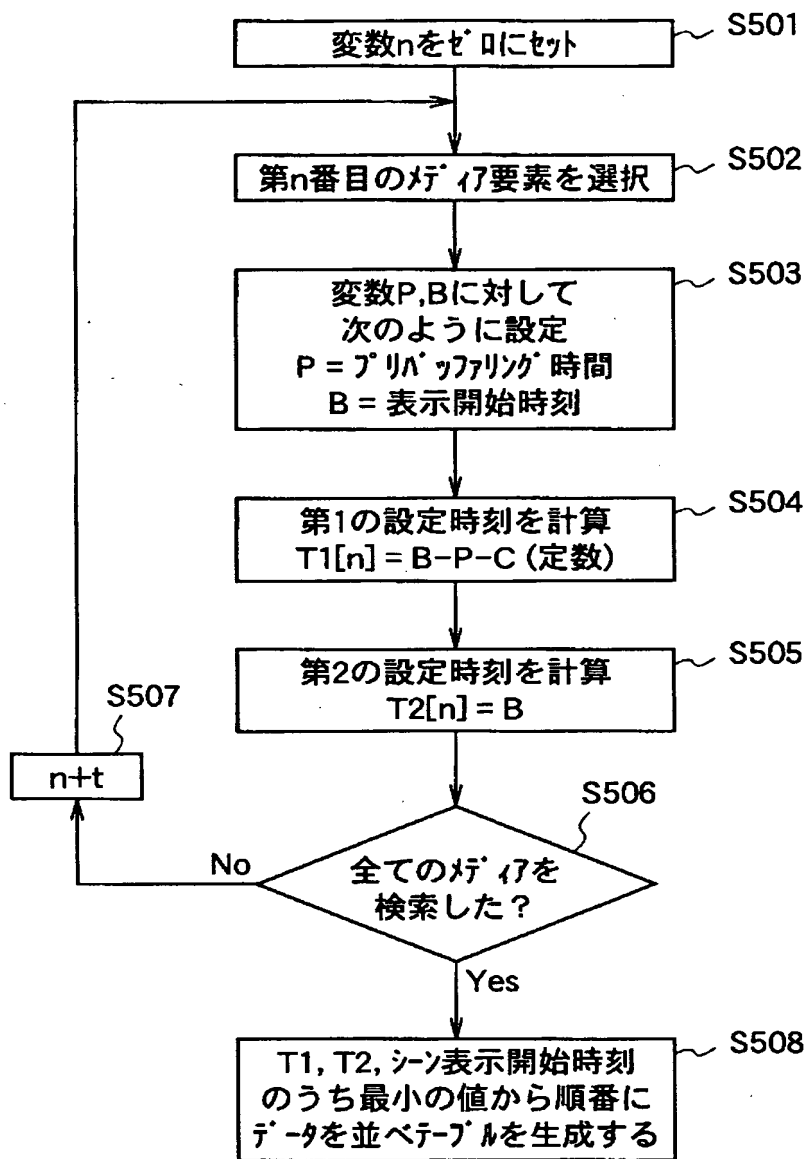 変数nをゼロにセット
S501
第n番目のメディア要素を選択
S502
変数P,Bに対して
次のように設定
P = プリバッファリング時間
B = 表示開始時刻
S503
第1の設定時刻を計算
T1[n] = B-P-C (定数)
S504
第2の設定時刻を計算
T2[n] = B
S505
S507
n+t
S506
全てのメディアを
検索した?
No
Yes
T1, T2, シーン表示開始時刻
のうち最小の値から順番に
データを並べテーブルを生成する
S508